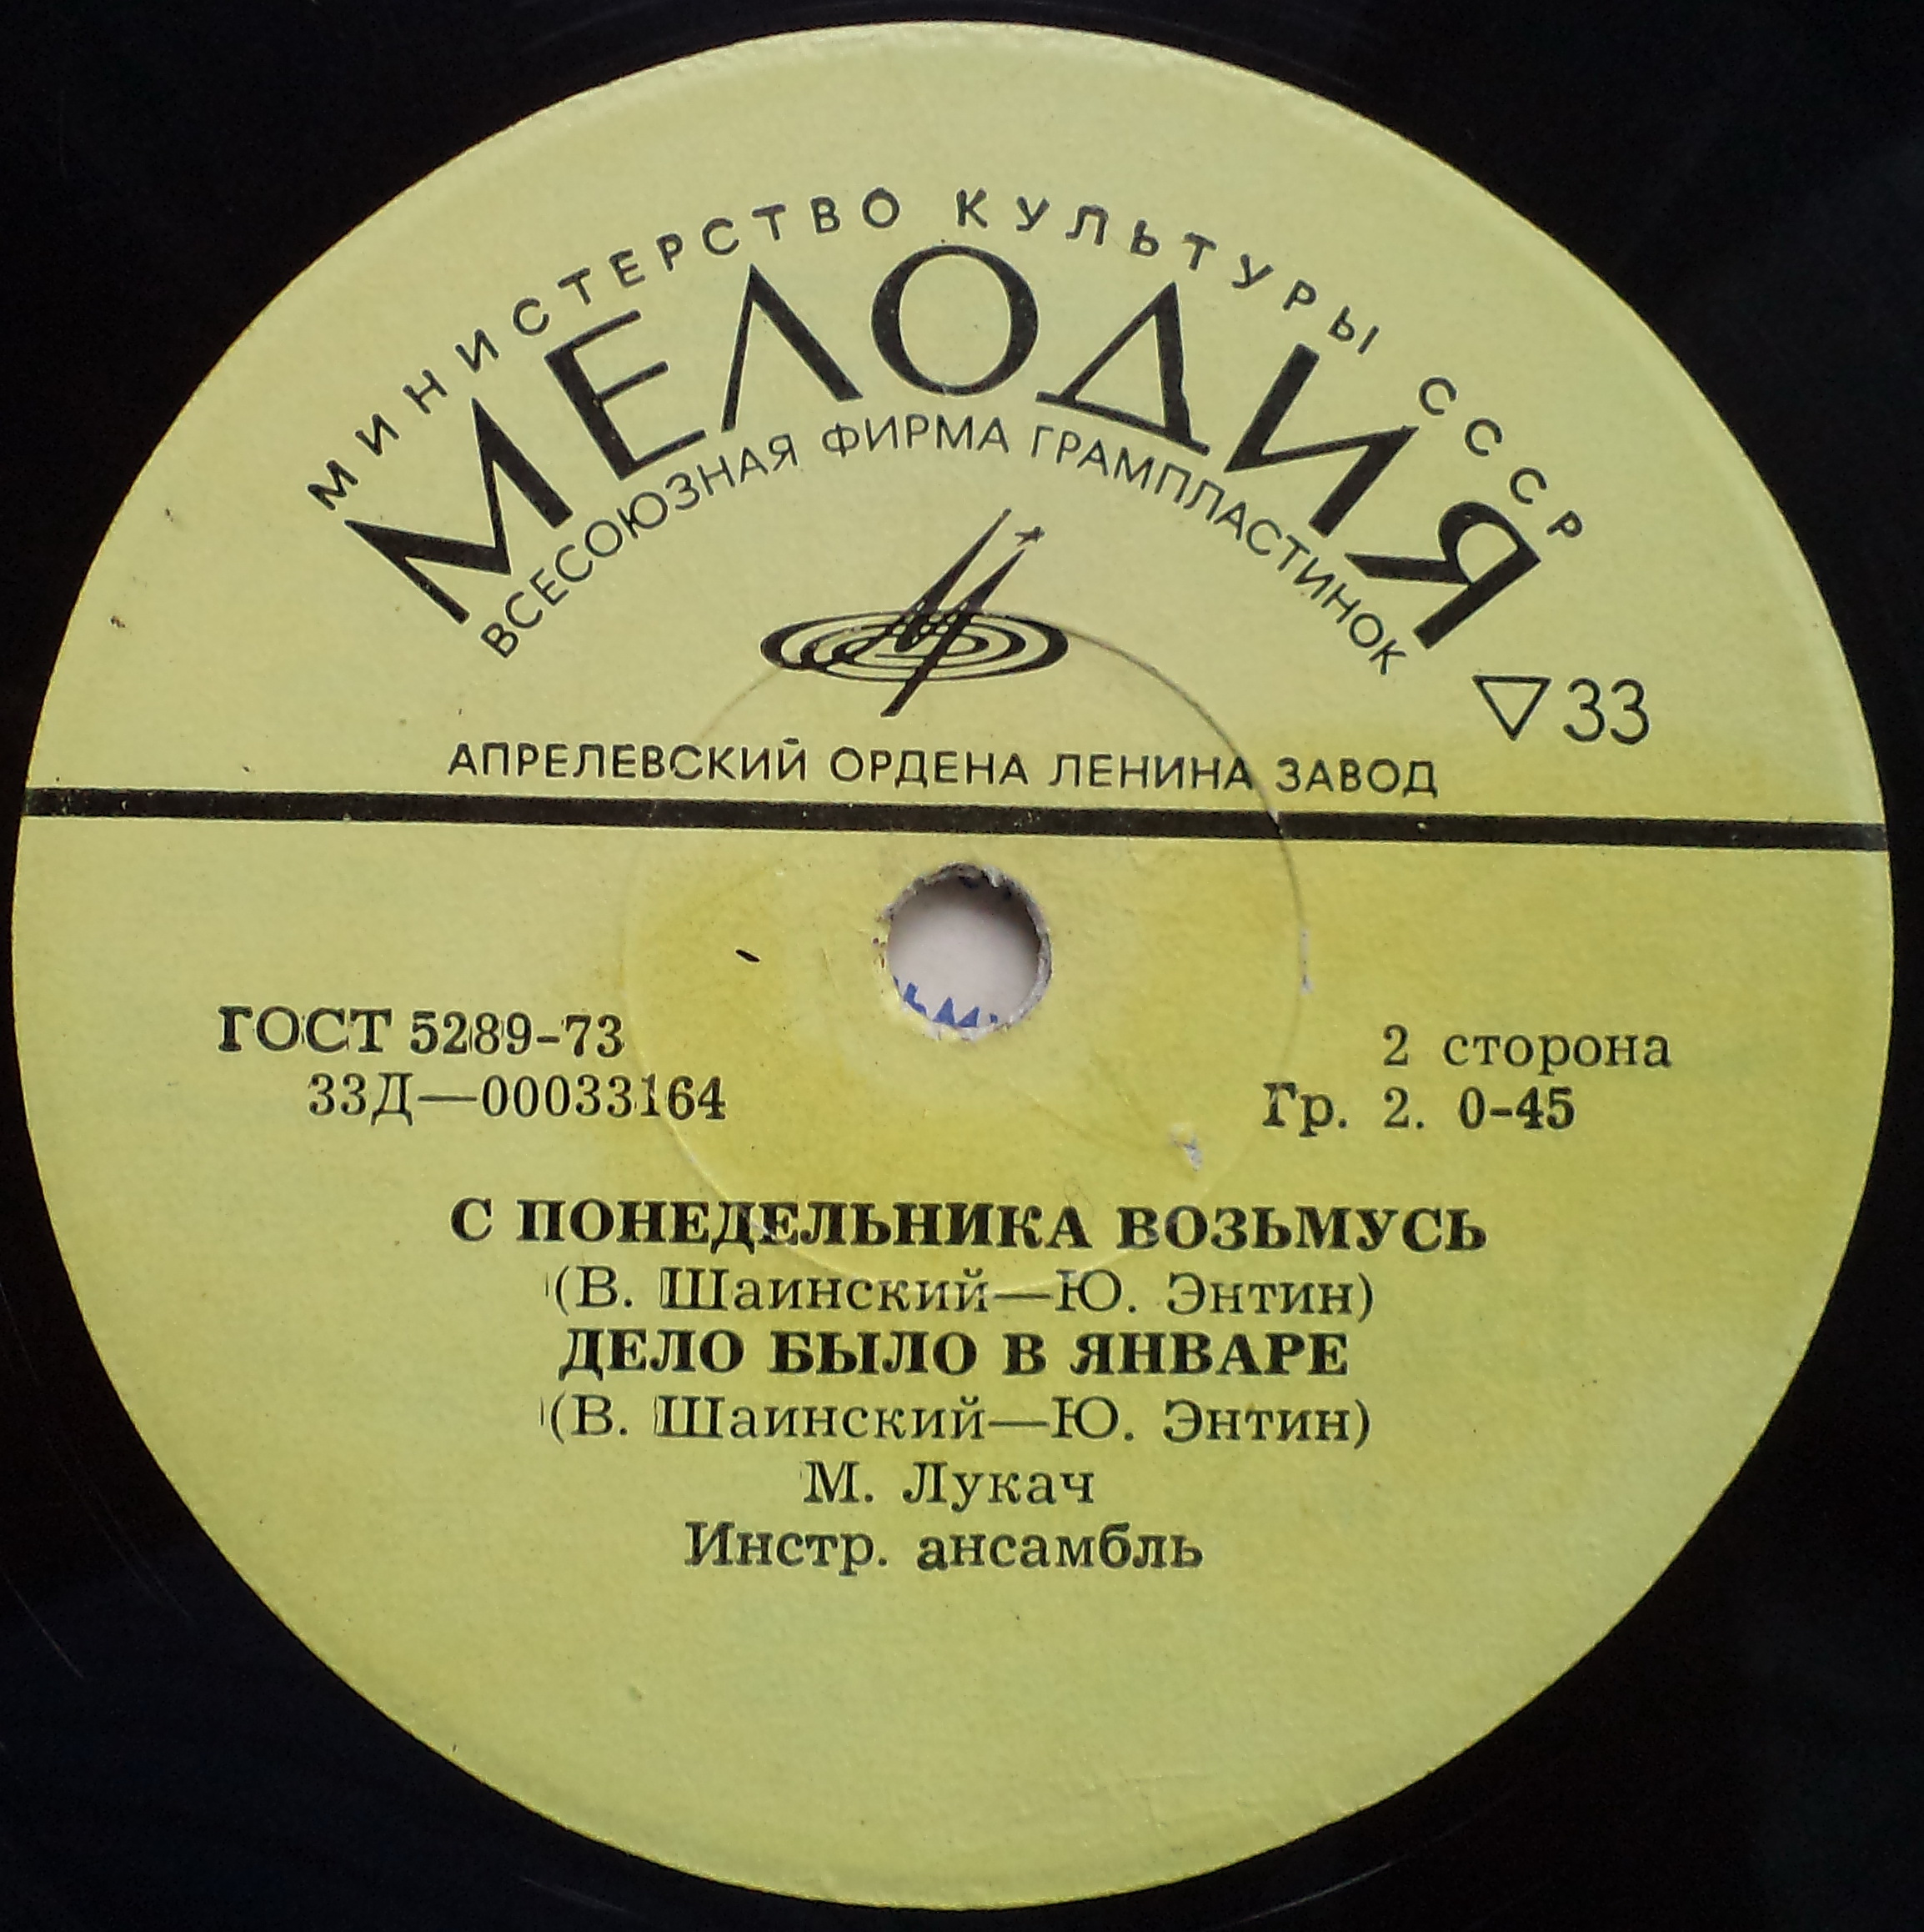 МИНИСТЕРСТВО КУЛЬТУРЫ СССР
МЕЛОДИЯ
ВСЕСОЮЗНАЯ ФИРМА ГРАМПЛАСТИНОК
▽33
АПРЕЛЕВСКИЙ ОРДЕНА ЛЕНИНА ЗАВОД
ГОСТ 5289-73
2 сторона
33Д—00033164
Гр. 2. 0-45
С ПОНЕДЕЛЬНИКА ВОЗЬМУСЬ
(В. Шаинский—Ю. Энтин)
ДЕЛО БЫЛО В ЯНВАРЕ
(В. Шаинский—Ю. Энтин)
М. Лукач
Инстр. ансамбль